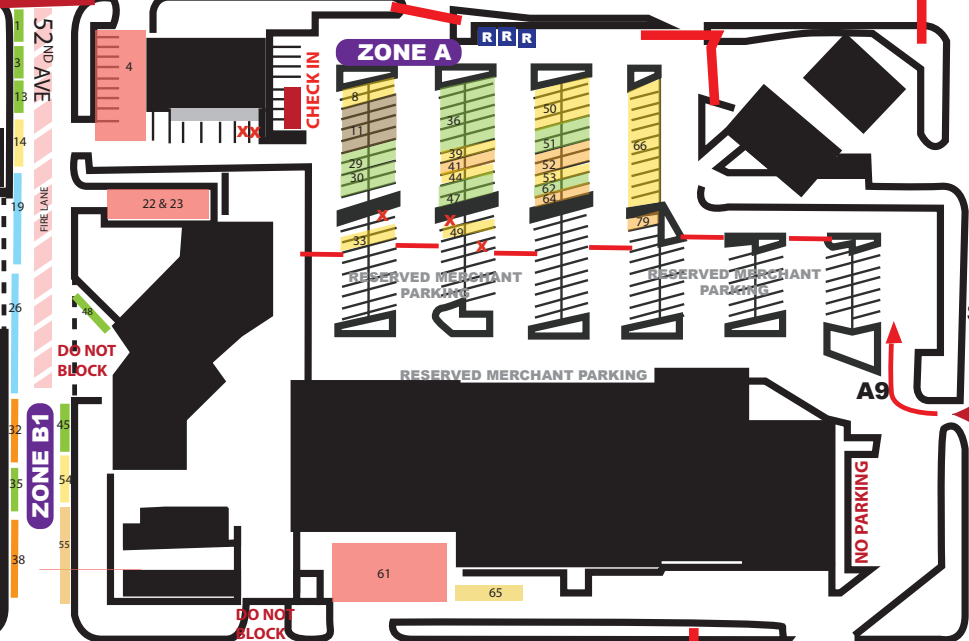 1
3
13
14
19
26
32
35
38
52ND AVE
FIRE LANE
ZONE B1
45
54
55
48
DO NOT
BLOCK
4
22 & 23
XX
CHECK IN
ZONE A
R R R
8
11
29
30
X
33
36
39
41
44
47
X
49
X
50
51
52
53
62
64
66
79
RESERVED MERCHANT
PARKING
RESERVED MERCHANT
PARKING
RESERVED MERCHANT PARKING
A9
NO PARKING
61
65
DO NOT
BLOCK